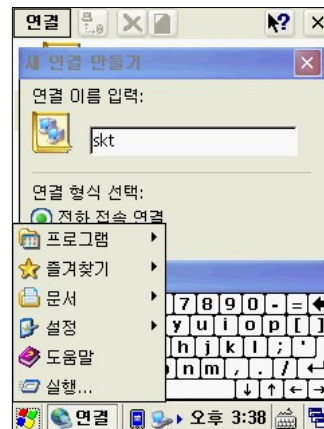 연결
새 연결 만들기
연결 이름 입력:
skt
연결 형식 선택:
전화 접속 연결
프로그램
즐겨찾기
문서
설정
도움말
실행...
7 8 9 0 - =
y u i o p [ ]
h j k l ; '
n m , . /
연결 오후 3:38